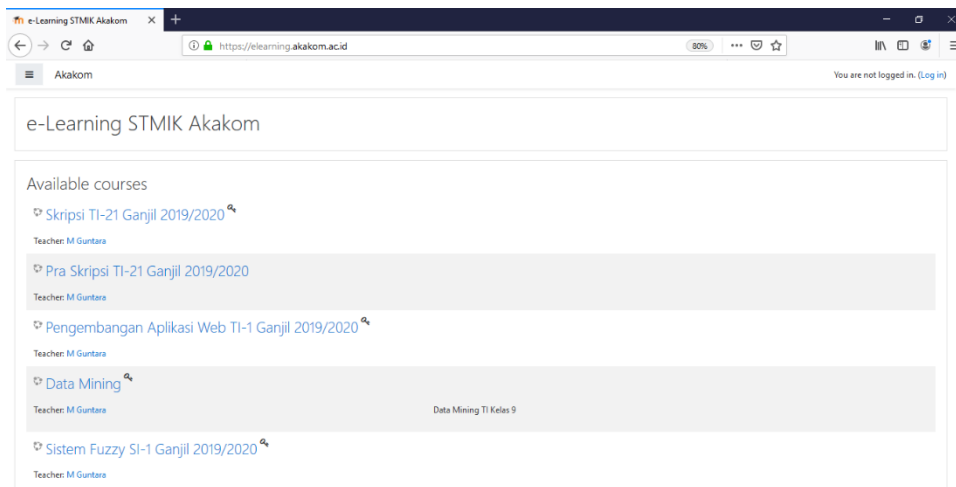 e-Learning STMIK Akakom
https://elearning.akakom.ac.id
80%
Akakom
You are not logged in. (Log in)
e-Learning STMIK Akakom
Available courses
Skripsi TI-21 Ganjil 2019/2020
Teacher: M Guntara
Pra Skripsi TI-21 Ganjil 2019/2020
Teacher: M Guntara
Pengembangan Aplikasi Web TI-1 Ganjil 2019/2020
Teacher: M Guntara
Data Mining
Teacher: M Guntara
Data Mining TI Kelas 9
Sistem Fuzzy SI-1 Ganjil 2019/2020
Teacher: M Guntara